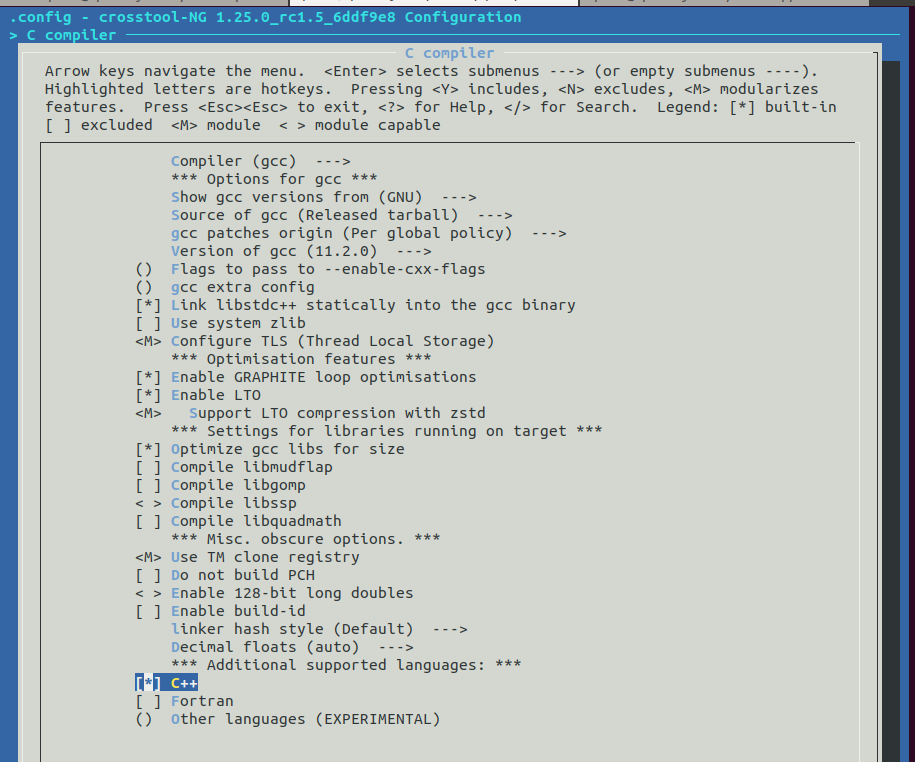 .config - crosstool-NG 1.25.0_rc1.5_6ddf9e8 Configuration
> C compiler
C compiler
Arrow keys navigate the menu.  <Enter> selects submenus ---> (or empty submenus ----).
Highlighted letters are hotkeys.  Pressing <Y> includes, <N> excludes, <M> modularizes
features.  Press <Esc><Esc> to exit, <?> for Help, </> for Search.  Legend: [*] built-in
[ ] excluded  <M> module  < > module capable
Compiler (gcc)  --->
*** Options for gcc ***
Show gcc versions from (GNU)  --->
Source of gcc (Released tarball)  --->
gcc patches origin (Per global policy)  --->
Version of gcc (11.2.0)  --->
()  Flags to pass to --enable-cxx-flags
()  gcc extra config
[*] Link libstdc++ statically into the gcc binary
[ ] Use system zlib
<M> Configure TLS (Thread Local Storage)
*** Optimisation features ***
[*] Enable GRAPHITE loop optimisations
[*] Enable LTO
<M>   Support LTO compression with zstd
*** Settings for libraries running on target ***
[*] Optimize gcc libs for size
[ ] Compile libmudflap
[ ] Compile libgomp
< > Compile libssp
[ ] Compile libquadmath
*** Misc. obscure options. ***
<M> Use TM clone registry
[ ] Do not build PCH
< > Enable 128-bit long doubles
[ ] Enable build-id
linker hash style (Default)  --->
Decimal floats (auto)  --->
*** Additional supported languages: ***
[*] C++
[ ] Fortran
()  Other languages (EXPERIMENTAL)